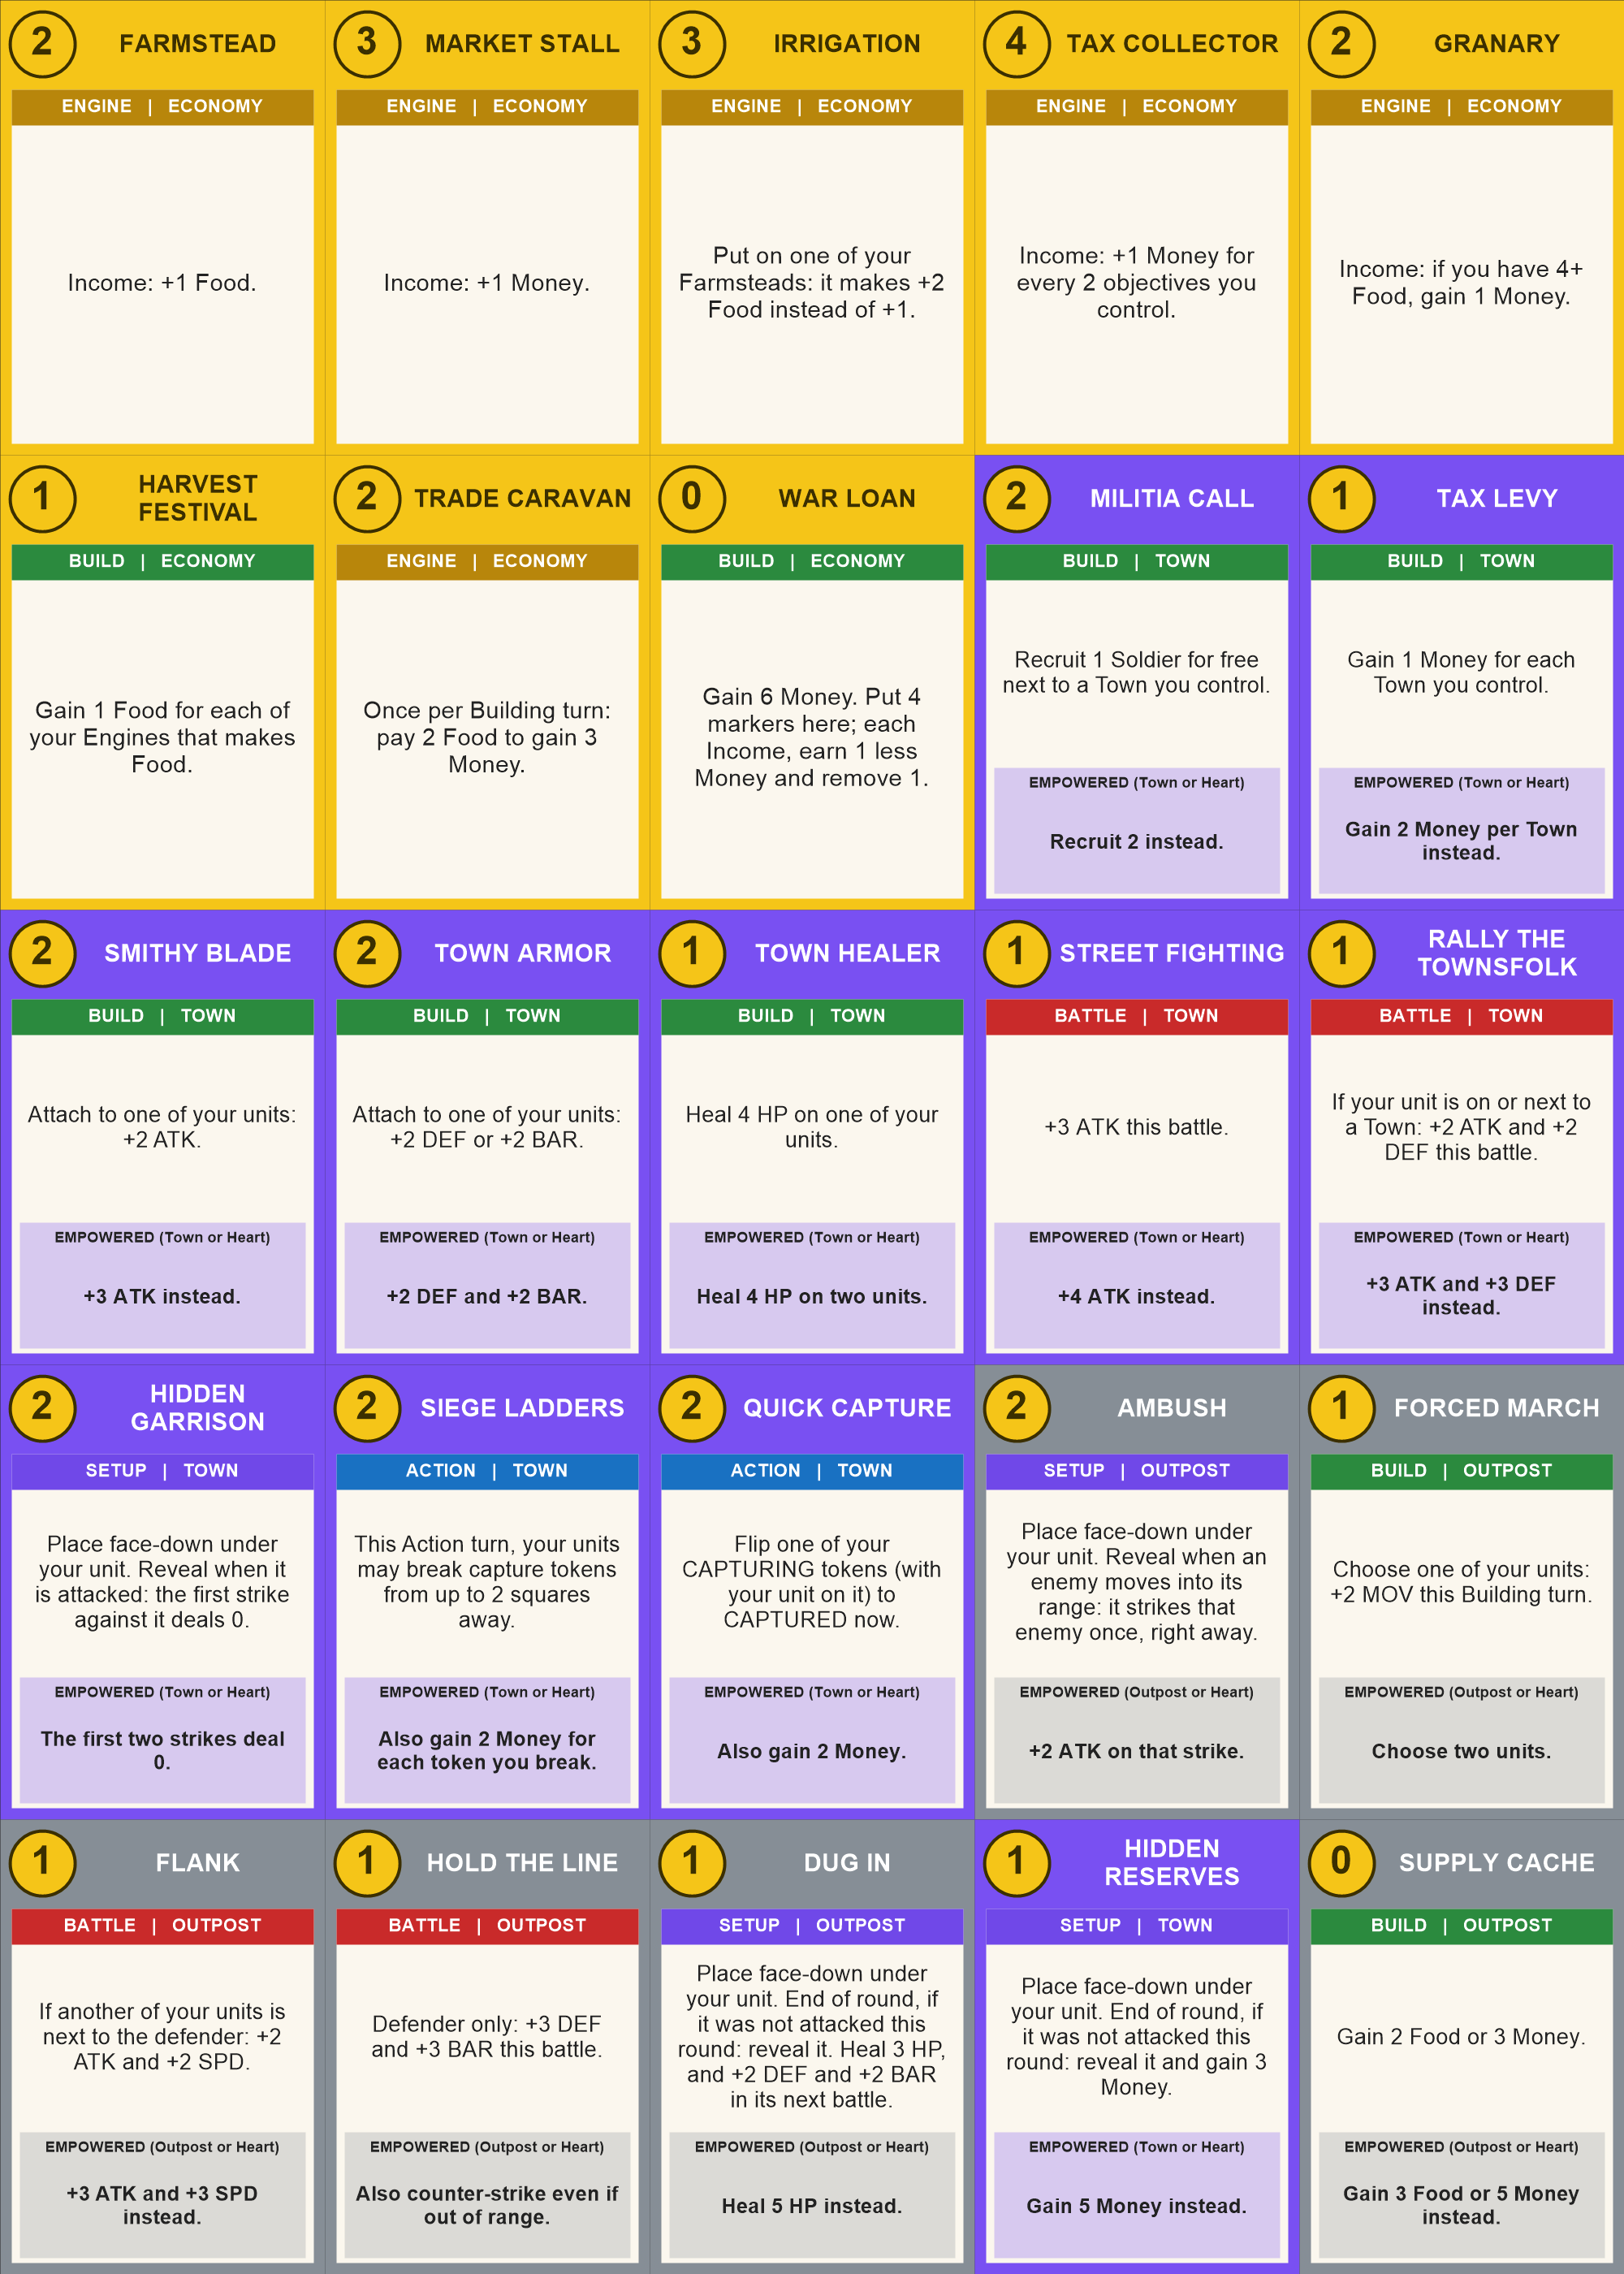 2
FARMSTEAD
ENGINE | ECONOMY
Income: +1 Food.
3
MARKET STALL
ENGINE | ECONOMY
Income: +1 Money.
3
IRRIGATION
ENGINE | ECONOMY
Put on one of your
Farmsteads: it makes +2
Food instead of +1.
4
TAX COLLECTOR
ENGINE | ECONOMY
Income: +1 Money for
every 2 objectives you
control.
2
GRANARY
ENGINE | ECONOMY
Income: if you have 4+
Food, gain 1 Money.
1
HARVEST
FESTIVAL
BUILD | ECONOMY
Gain 1 Food for each of
your Engines that makes
Food.
2
TRADE CARAVAN
ENGINE | ECONOMY
Once per Building turn:
pay 2 Food to gain 3
Money.
0
WAR LOAN
BUILD | ECONOMY
Gain 6 Money. Put 4
markers here; each
Income, earn 1 less
Money and remove 1.
2
MILITIA CALL
BUILD | TOWN
Recruit 1 Soldier for free
next to a Town you control.
EMPOWERED (Town or Heart)
Recruit 2 instead.
1
TAX LEVY
BUILD | TOWN
Gain 1 Money for each
Town you control.
EMPOWERED (Town or Heart)
Gain 2 Money per Town
instead.
2
SMITHY BLADE
BUILD | TOWN
Attach to one of your units:
+2 ATK.
EMPOWERED (Town or Heart)
+3 ATK instead.
2
TOWN ARMOR
BUILD | TOWN
Attach to one of your units:
+2 DEF or +2 BAR.
EMPOWERED (Town or Heart)
+2 DEF and +2 BAR.
1
TOWN HEALER
BUILD | TOWN
Heal 4 HP on one of your
units.
EMPOWERED (Town or Heart)
Heal 4 HP on two units.
1
STREET FIGHTING
BATTLE | TOWN
+3 ATK this battle.
EMPOWERED (Town or Heart)
+4 ATK instead.
1
RALLY THE
TOWNSFOLK
BATTLE | TOWN
If your unit is on or next to
a Town: +2 ATK and +2
DEF this battle.
EMPOWERED (Town or Heart)
+3 ATK and +3 DEF
instead.
2
HIDDEN
GARRISON
SETUP | TOWN
Place face-down under
your unit. Reveal when it
is attacked: the first strike
against it deals 0.
EMPOWERED (Town or Heart)
The first two strikes deal
0.
2
SIEGE LADDERS
ACTION | TOWN
This Action turn, your units
may break capture tokens
from up to 2 squares
away.
EMPOWERED (Town or Heart)
Also gain 2 Money for
each token you break.
2
QUICK CAPTURE
ACTION | TOWN
Flip one of your
CAPTURING tokens (with
your unit on it) to
CAPTURED now.
EMPOWERED (Town or Heart)
Also gain 2 Money.
2
AMBUSH
SETUP | OUTPOST
Place face-down under
your unit. Reveal when an
enemy moves into its
range: it strikes that
enemy once, right away.
EMPOWERED (Outpost or Heart)
+2 ATK on that strike.
1
FORCED MARCH
BUILD | OUTPOST
Choose one of your units:
+2 MOV this Building turn.
EMPOWERED (Outpost or Heart)
Choose two units.
1
FLANK
BATTLE | OUTPOST
If another of your units is
next to the defender: +2
ATK and +2 SPD.
EMPOWERED (Outpost or Heart)
+3 ATK and +3 SPD
instead.
1
HOLD THE LINE
BATTLE | OUTPOST
Defender only: +3 DEF
and +3 BAR this battle.
EMPOWERED (Outpost or Heart)
Also counter-strike even if
out of range.
1
DUG IN
SETUP | OUTPOST
Place face-down under
your unit. End of round, if
it was not attacked this
round: reveal it. Heal 3 HP,
and +2 DEF and +2 BAR
in its next battle.
EMPOWERED (Outpost or Heart)
Heal 5 HP instead.
1
HIDDEN
RESERVES
SETUP | TOWN
Place face-down under
your unit. End of round, if
it was not attacked this
round: reveal it and gain 3
Money.
EMPOWERED (Town or Heart)
Gain 5 Money instead.
0
SUPPLY CACHE
BUILD | OUTPOST
Gain 2 Food or 3 Money.
EMPOWERED (Outpost or Heart)
Gain 3 Food or 5 Money
instead.